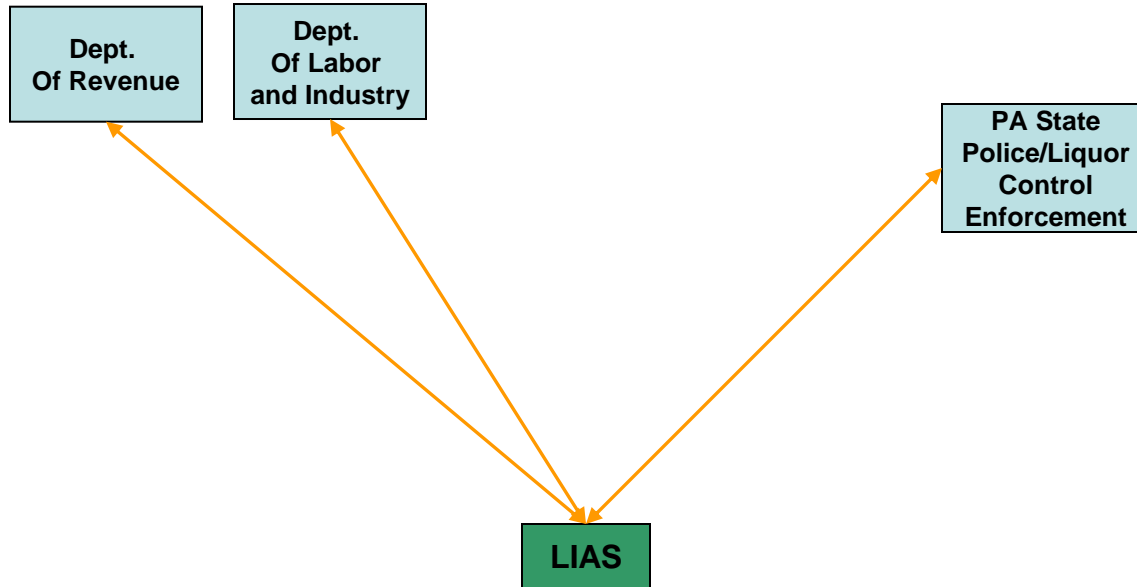 Dept.
Of Revenue
Dept.
Of Labor
and Industry
PA State
Police/Liquor
Control
Enforcement
LIAS